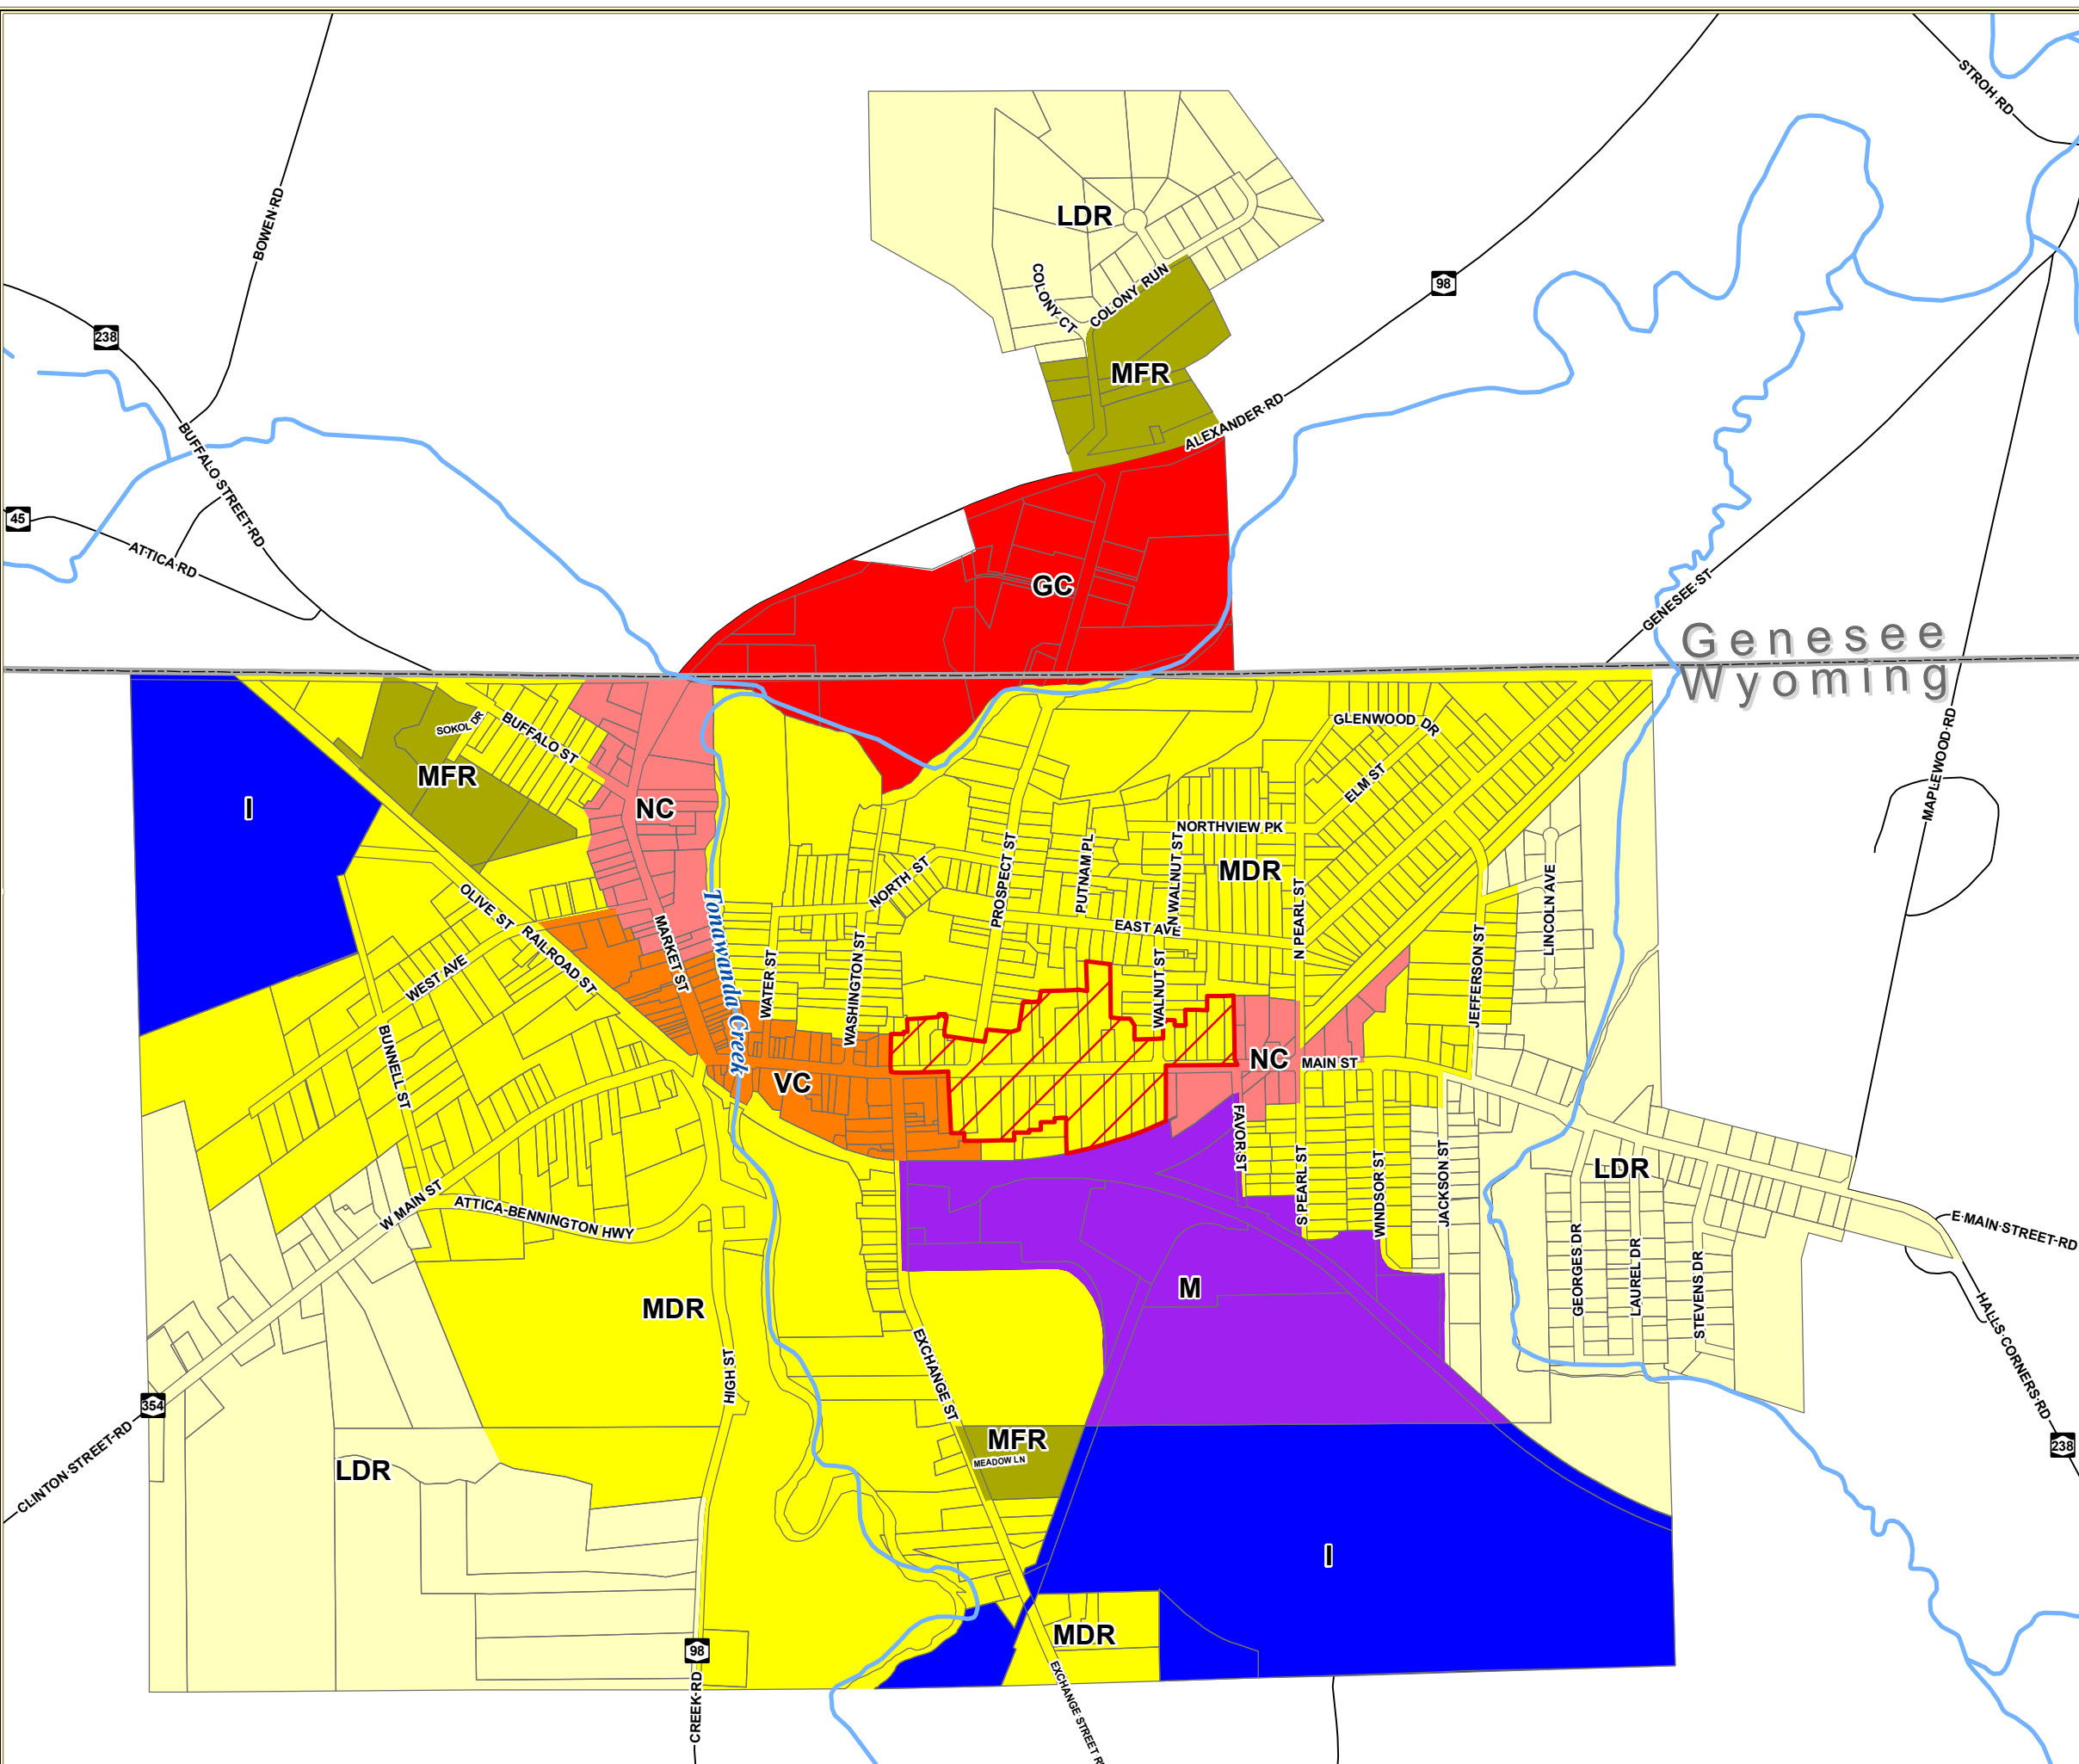 STROH RD
BOWEN RD
LDR
COLONY RUN
COLONY CT
98
238
MFR
ALEXANDER RD
BUFFALO STREET RD
45
ATTICA RD
GC
GENESEE ST
Genesee
Wyoming
SOKOL DR
BUFFALO ST
GLENWOOD DR
MAPLEWOOD RD
MFR
I
NC
ELM ST
NORTHVIEW PK
PROSPECT ST
PUTNAM PL
N WALNUT ST
MDR
NORTH ST
OLIVE ST
RAILROAD ST
MARKET ST
Tonawanda Creek
EAST AVE
N PEARL ST
LINCOLN AVE
JEFFERSON ST
WEST AVE
WATER ST
WASHINGTON ST
WALNUT ST
BUNNELL ST
VC
NC
MAIN ST
FAVOR ST
S PEARL ST
WINDSOR ST
JACKSON ST
LDR
W MAIN ST
ATTICA-BENNINGTON HWY
E MAIN STREET RD
GEORGES DR
LAUREL DR
STEVENS DR
M
MDR
HIGH ST
EXCHANGE ST
HALLS CORNERS RD
354
CLINTON STREET RD
LDR
MFR
MEADOW LN
238
I
MDR
98
CREEK RD
EXCHANGE STREET R